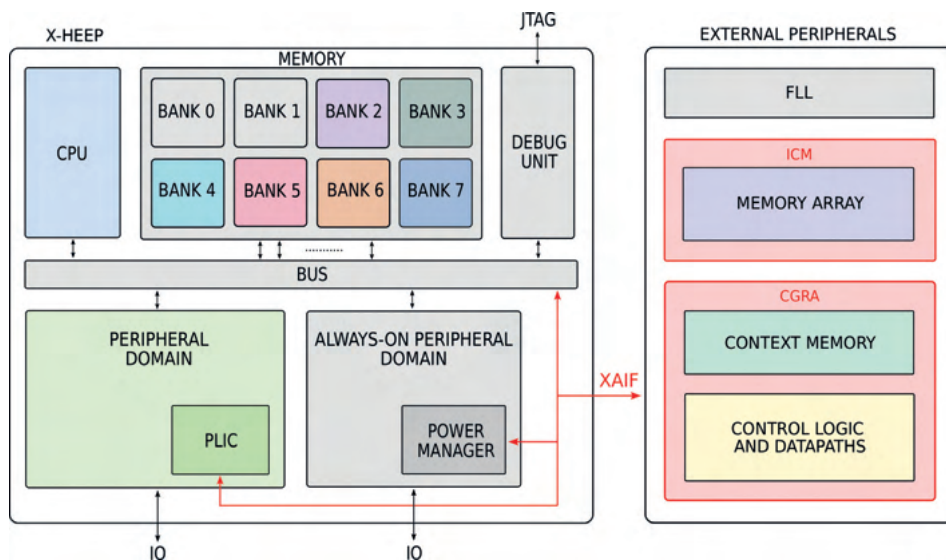 X-HEEP
JTAG
EXTERNAL PERIPHERALS
MEMORY
CPU
BANK 0
BANK 1
BANK 2
BANK 3
BANK 4
BANK 5
BANK 6
BANK 7
DEBUG
UNIT
BUS
PERIPHERAL
DOMAIN
PLIC
ALWAYS-ON PERIPHERAL
DOMAIN
POWER
MANAGER
XAIF
IO
IO
FLL
ICM
MEMORY ARRAY
CGRA
CONTEXT MEMORY
CONTROL LOGIC
AND DATAPATHS